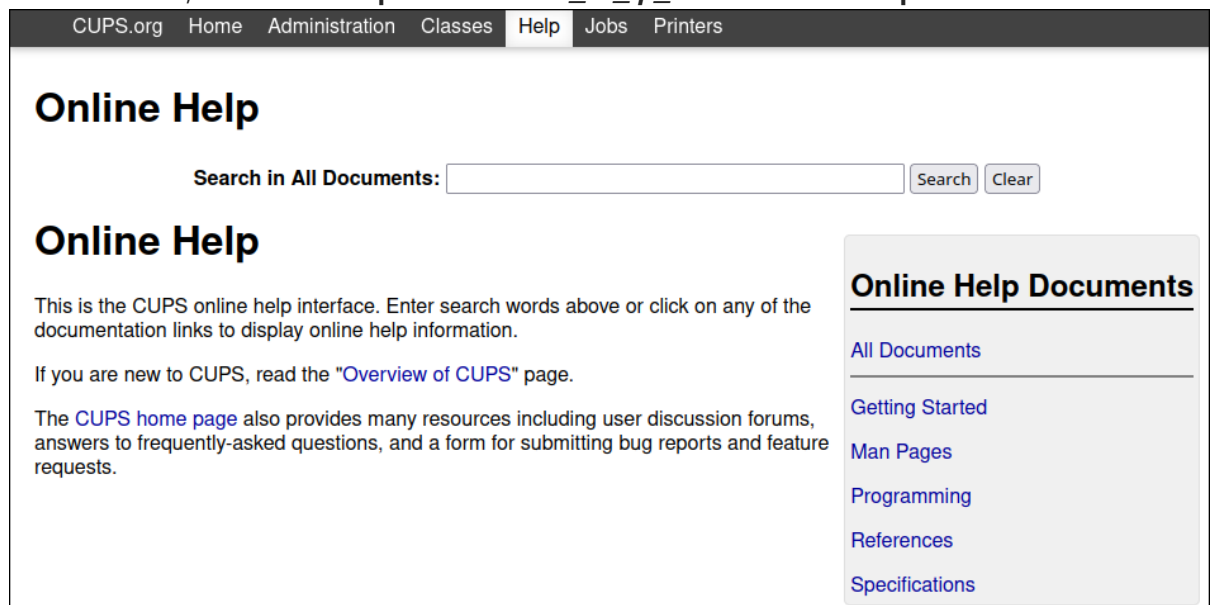 CUPS.org Home Administration Classes Help Jobs Printers
Online Help
Search in All Documents: Search Clear
Online Help
This is the CUPS online help interface. Enter search words above or click on any of the
documentation links to display online help information.
If you are new to CUPS, read the "Overview of CUPS" page.
The CUPS home page also provides many resources including user discussion forums,
answers to frequently-asked questions, and a form for submitting bug reports and feature
requests.
Online Help Documents
All Documents
Getting Started
Man Pages
Programming
References
Specifications